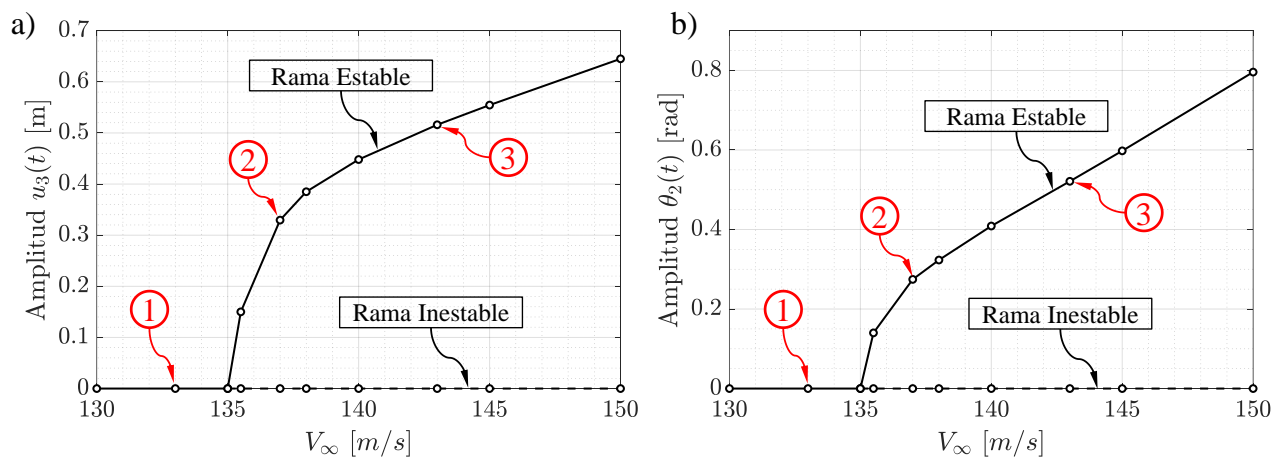 a)
Amplitud u₃(t) [m]
0.7
0.6
0.5
0.4
0.3
0.2
0.1
0
Rama Estable
2
3
1
Rama Inestable
130 135 140 145 150
V∞ [m/s]
b)
Amplitud θ₂(t) [rad]
0.8
0.6
0.4
0.2
0
Rama Estable
2
3
1
Rama Inestable
130 135 140 145 150
V∞ [m/s]